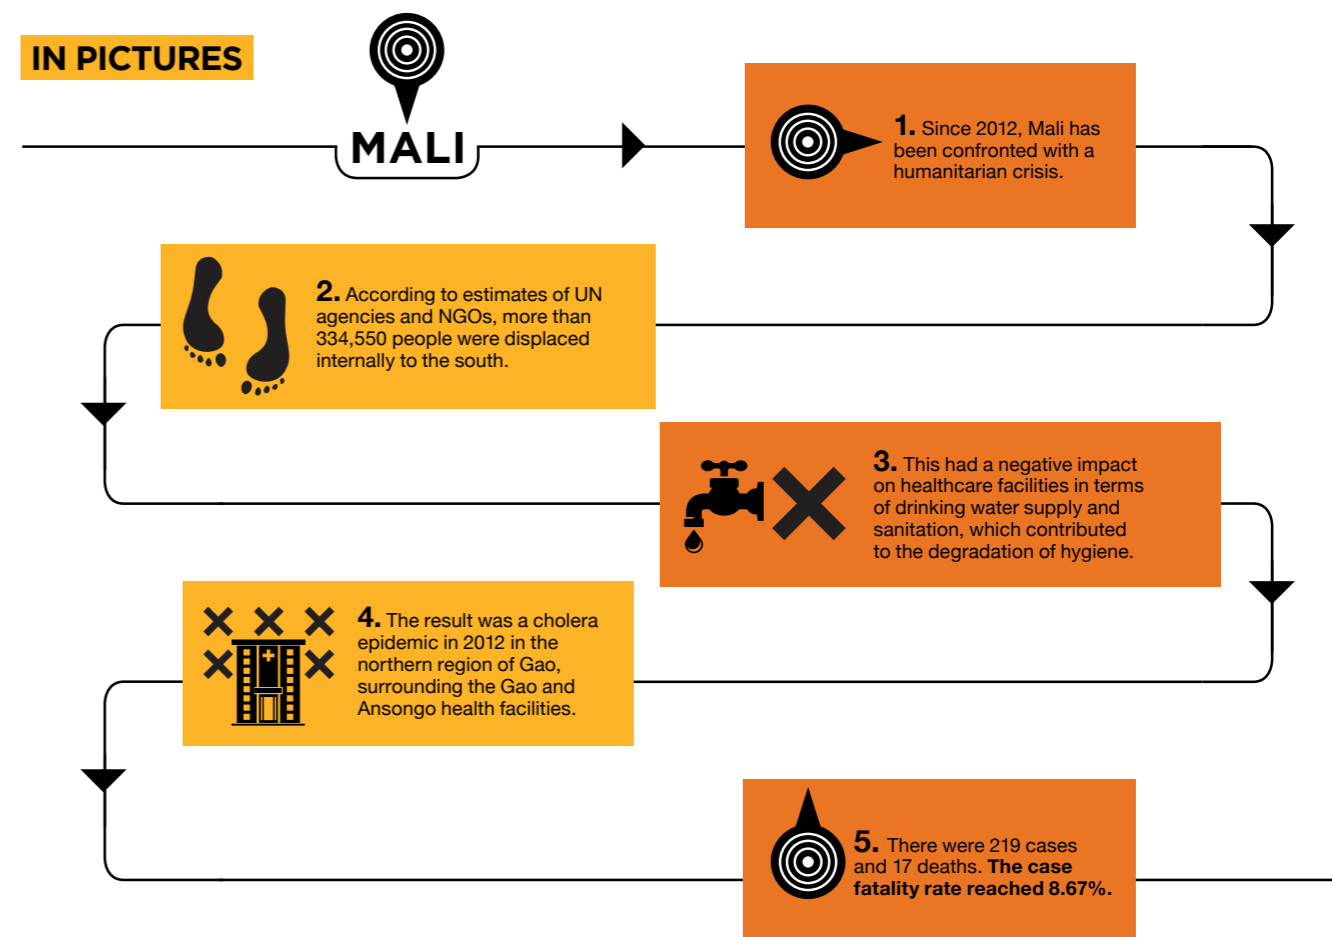 IN PICTURES
MALI
1. Since 2012, Mali has
been confronted with a
humanitarian crisis.
2. According to estimates of UN
agencies and NGOs, more than
334,550 people were displaced
internally to the south.
3. This had a negative impact
on healthcare facilities in terms
of drinking water supply and
sanitation, which contributed
to the degradation of hygiene.
4. The result was a cholera
epidemic in 2012 in the
northern region of Gao,
surrounding the Gao and
Ansongo health facilities.
5. There were 219 cases
and 17 deaths. The case
fatality rate reached 8.67%.